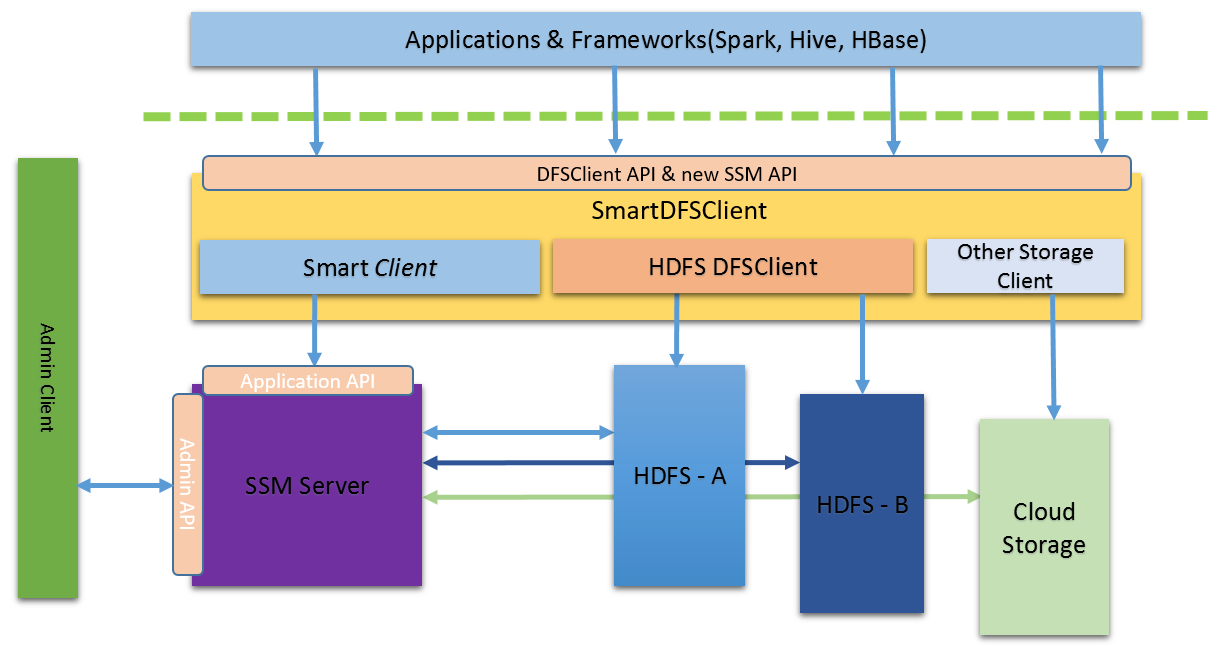 Applications & Frameworks(Spark, Hive, HBase)
DFSClient API & new SSM API
SmartDFSClient
Smart Client
HDFS DFSClient
Other Storage
Client
Admin Client
Application API
Admin API
SSM Server
HDFS - A
HDFS - B
Cloud
Storage